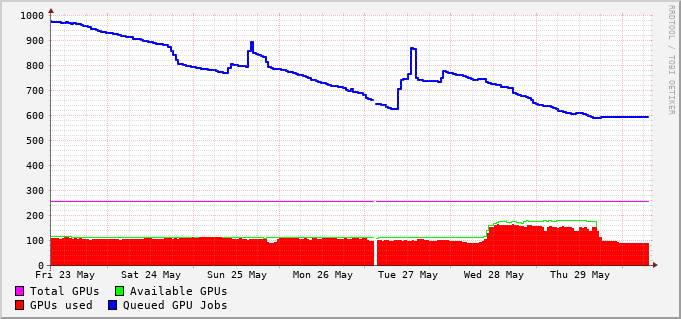 1000
900
800
700
600
500
400
300
200
100
0
Fri 23 May Sat 24 May Sun 25 May Mon 26 May Tue 27 May Wed 28 May Thu 29 May
Total GPUs Available GPUs
GPUs used Queued GPU Jobs
RRDTOOL / TOBI OETIKER